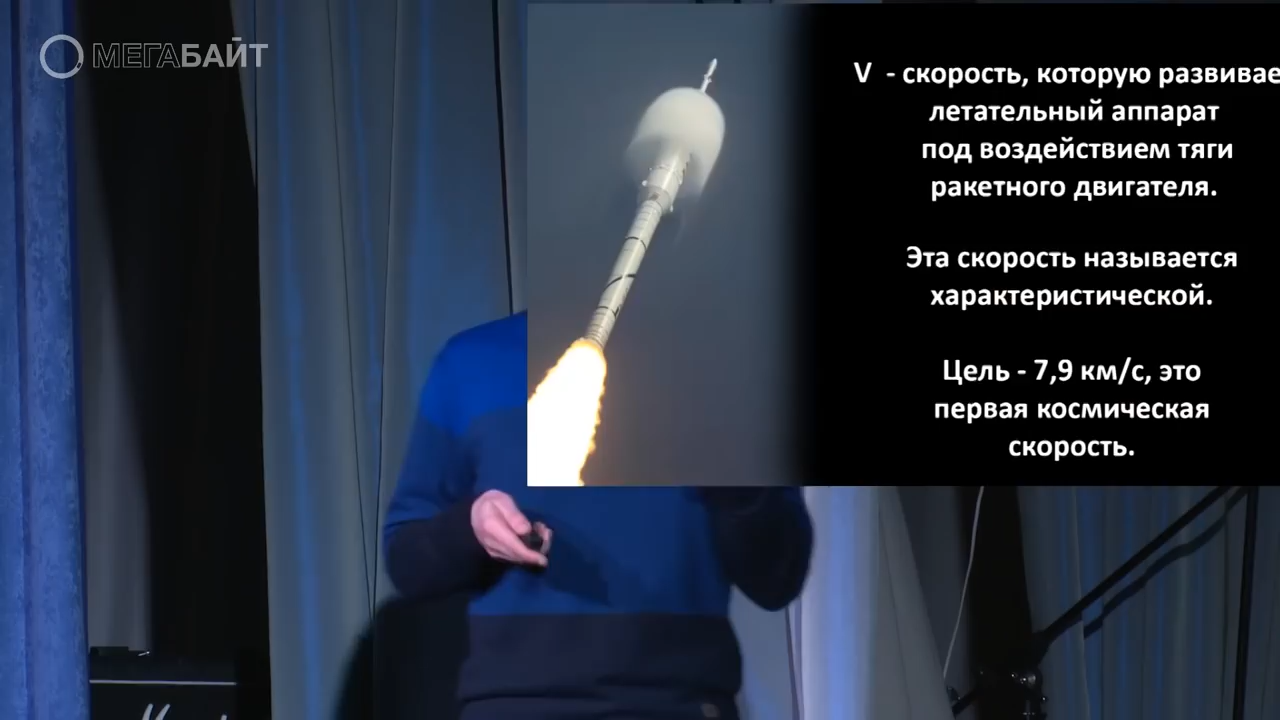 МЕГАБАЙТ
V - скорость, которую развивае
летательный аппарат
под воздействием тяги
ракетного двигателя.
Эта скорость называется
характеристической.
Цель - 7,9 км/с, это
первая космическая
скорость.